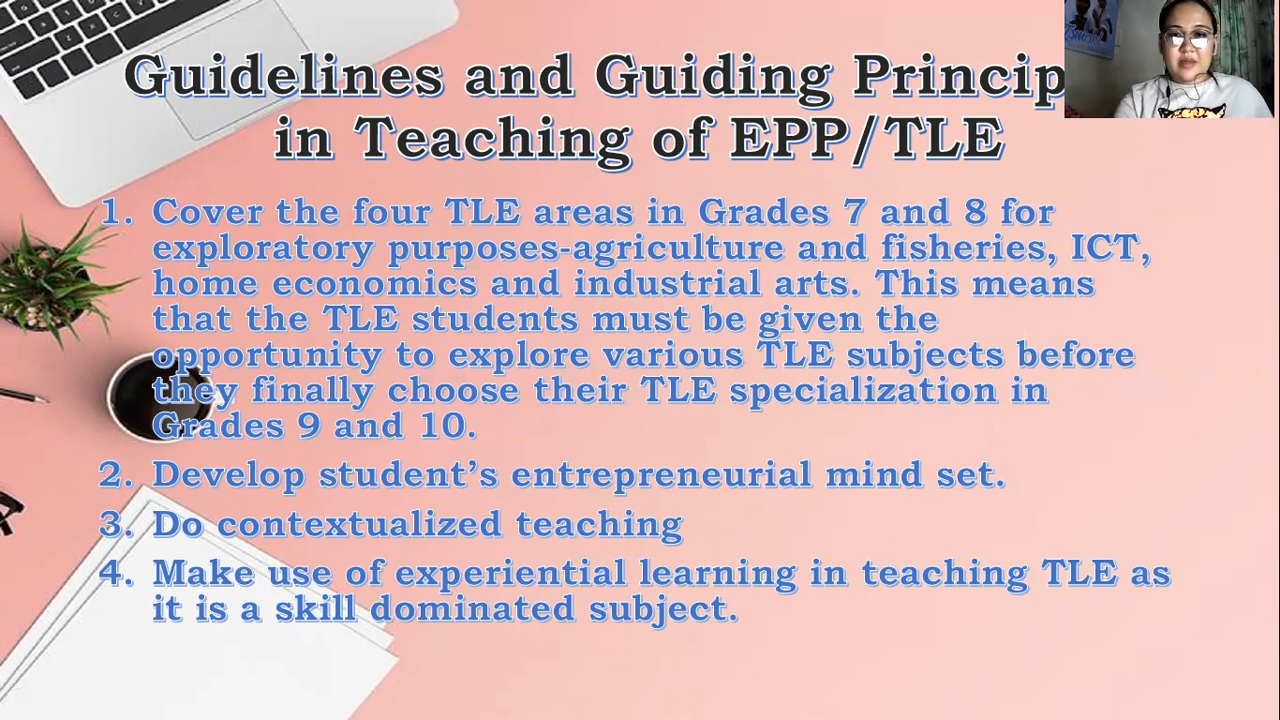 Guidelines and Guiding Princip
in Teaching of EPP/TLE
1. Cover the four TLE areas in Grades 7 and 8 for
exploratory purposes-agriculture and fisheries, ICT,
home economics and industrial arts. This means
that the TLE students must be given the
opportunity to explore various TLE subjects before
they finally choose their TLE specialization in
Grades 9 and 10.
2. Develop student’s entrepreneurial mind set.
3. Do contextualized teaching
4. Make use of experiential learning in teaching TLE as
it is a skill dominated subject.